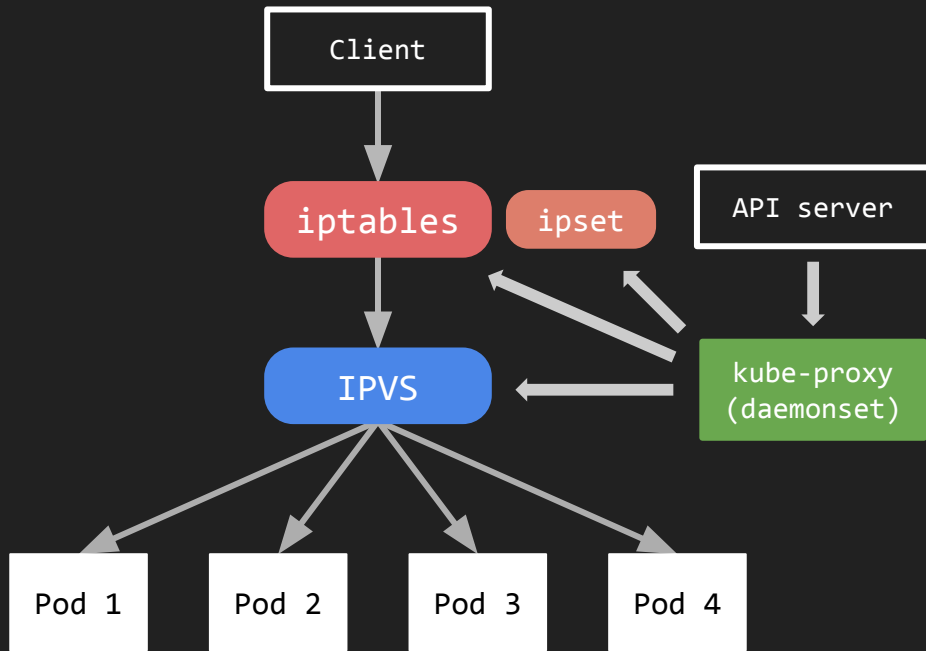 Client
iptables
ipset
API server
IPVS
kube-proxy
(daemonset)
Pod 1
Pod 2
Pod 3
Pod 4